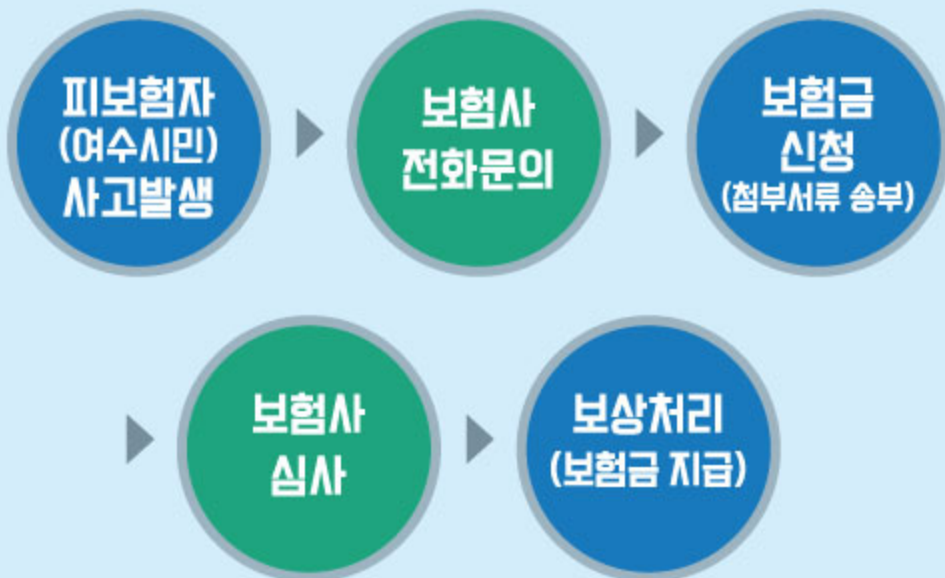 피보험자
(여수시민)
사고발생
보험사
전화문의
보험금
신청
(첨부서류 송부)
보험사
심사
보상처리
(보험금 지급)